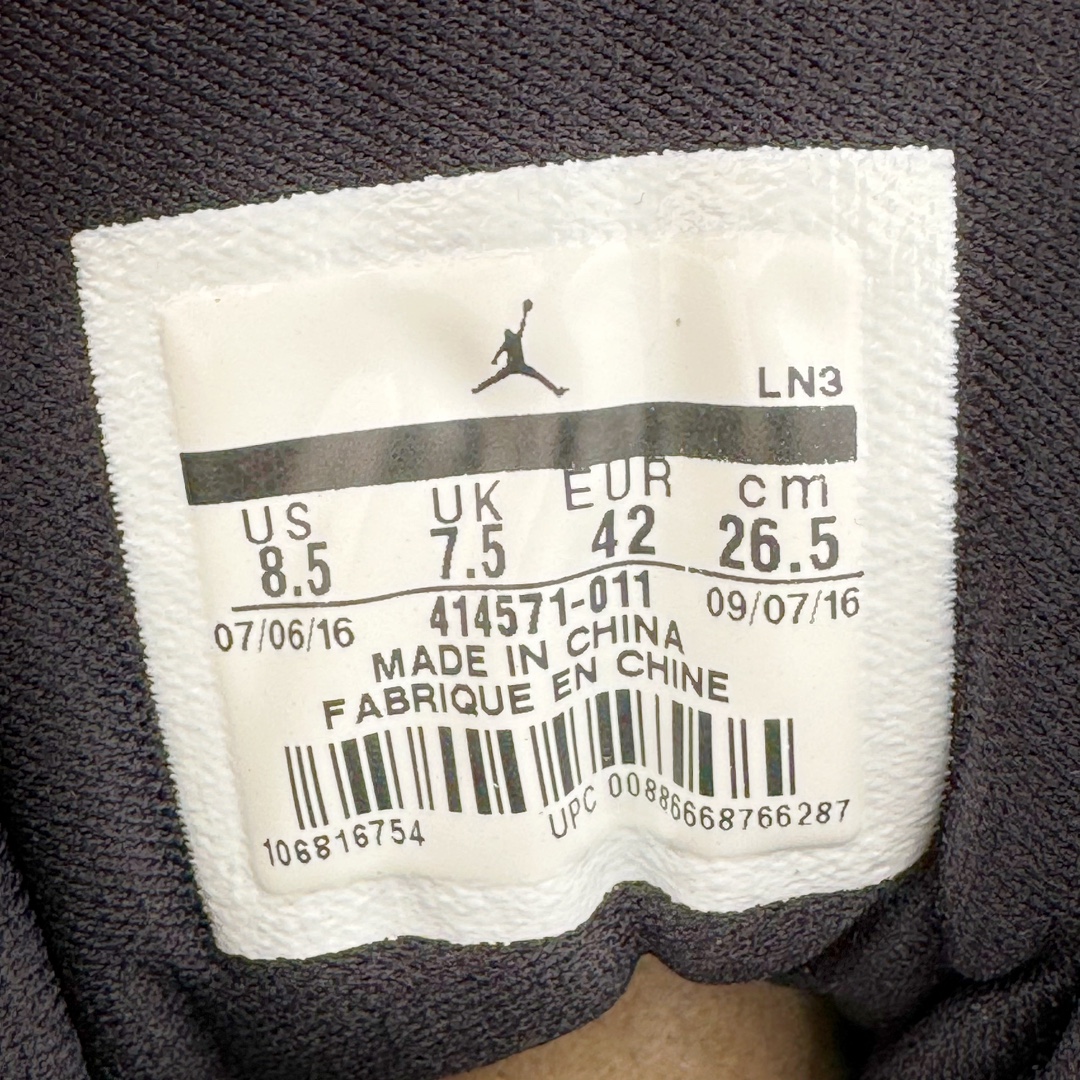 LN3
US UK EUR cm
8.5 7.5 42 26.5
07/06/16 414571-011 09/07/16
MADE IN CHINA
FABRIQUE EN CHINE
106816754 UPC 00886668766287